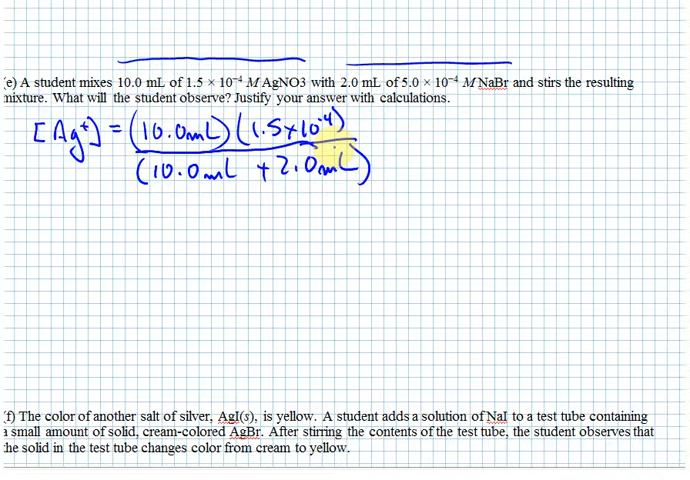 (e) A student mixes 10.0 mL of 1.5 × 10⁻⁴ M AgNO3 with 2.0 mL of 5.0 × 10⁻⁴ M NaBr and stirs the resulting
mixture. What will the student observe? Justify your answer with calculations.
[Ag⁺] = (10.0mL)(1.5×10⁻⁴)
(10.0mL + 2.0mL)
(f) The color of another salt of silver, AgI(s), is yellow. A student adds a solution of NaI to a test tube containing
a small amount of solid, cream-colored AgBr. After stirring the contents of the test tube, the student observes that
the solid in the test tube changes color from cream to yellow.